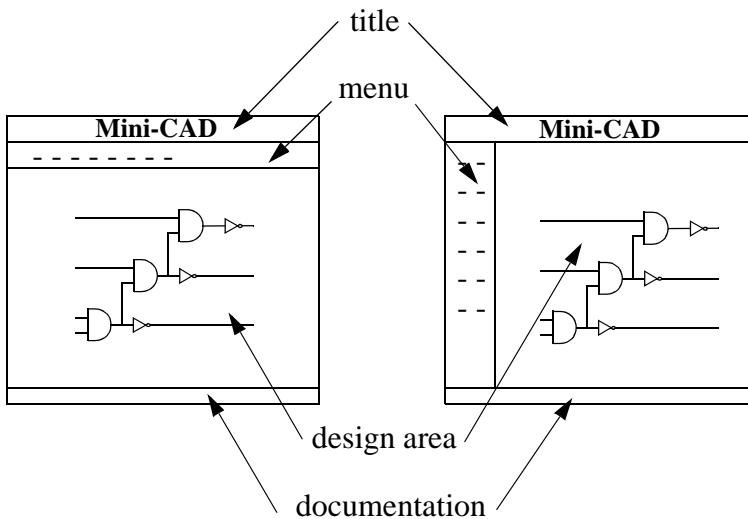 title
menu
Mini-CAD
Mini-CAD
design area
documentation